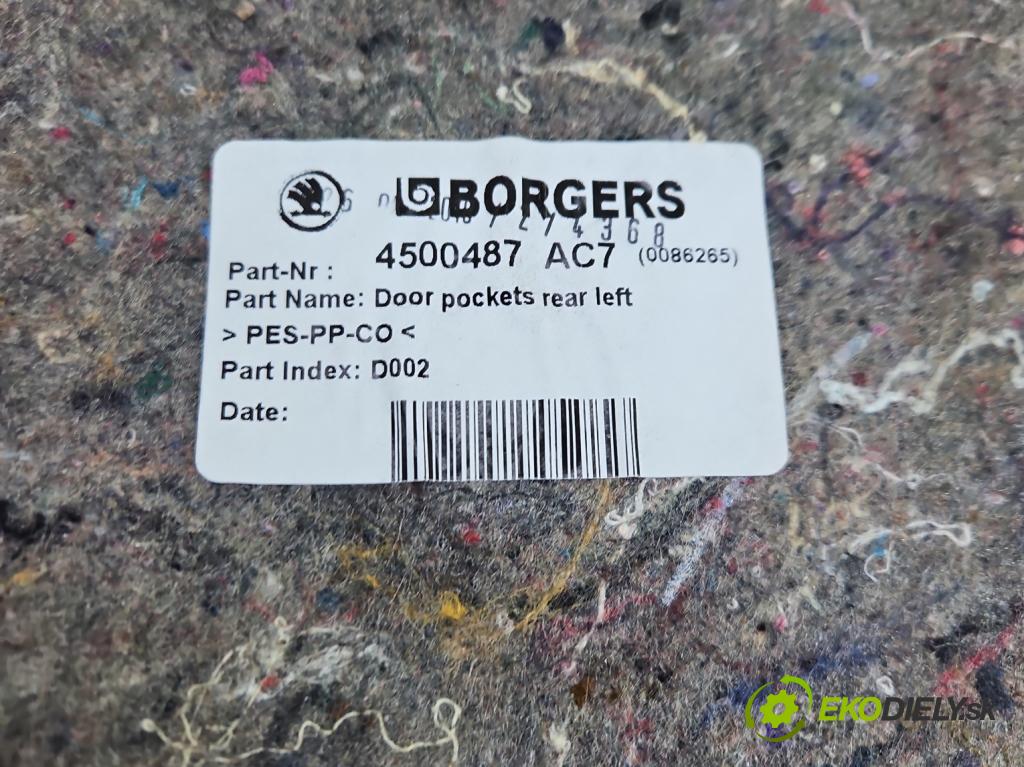 BORGERS
Part-Nr : 4500487 AC7 (0086265)
Part Name: Door pockets rear left
> PES-PP-CO <
Part Index: D002
Date:
EKODIELY.sk